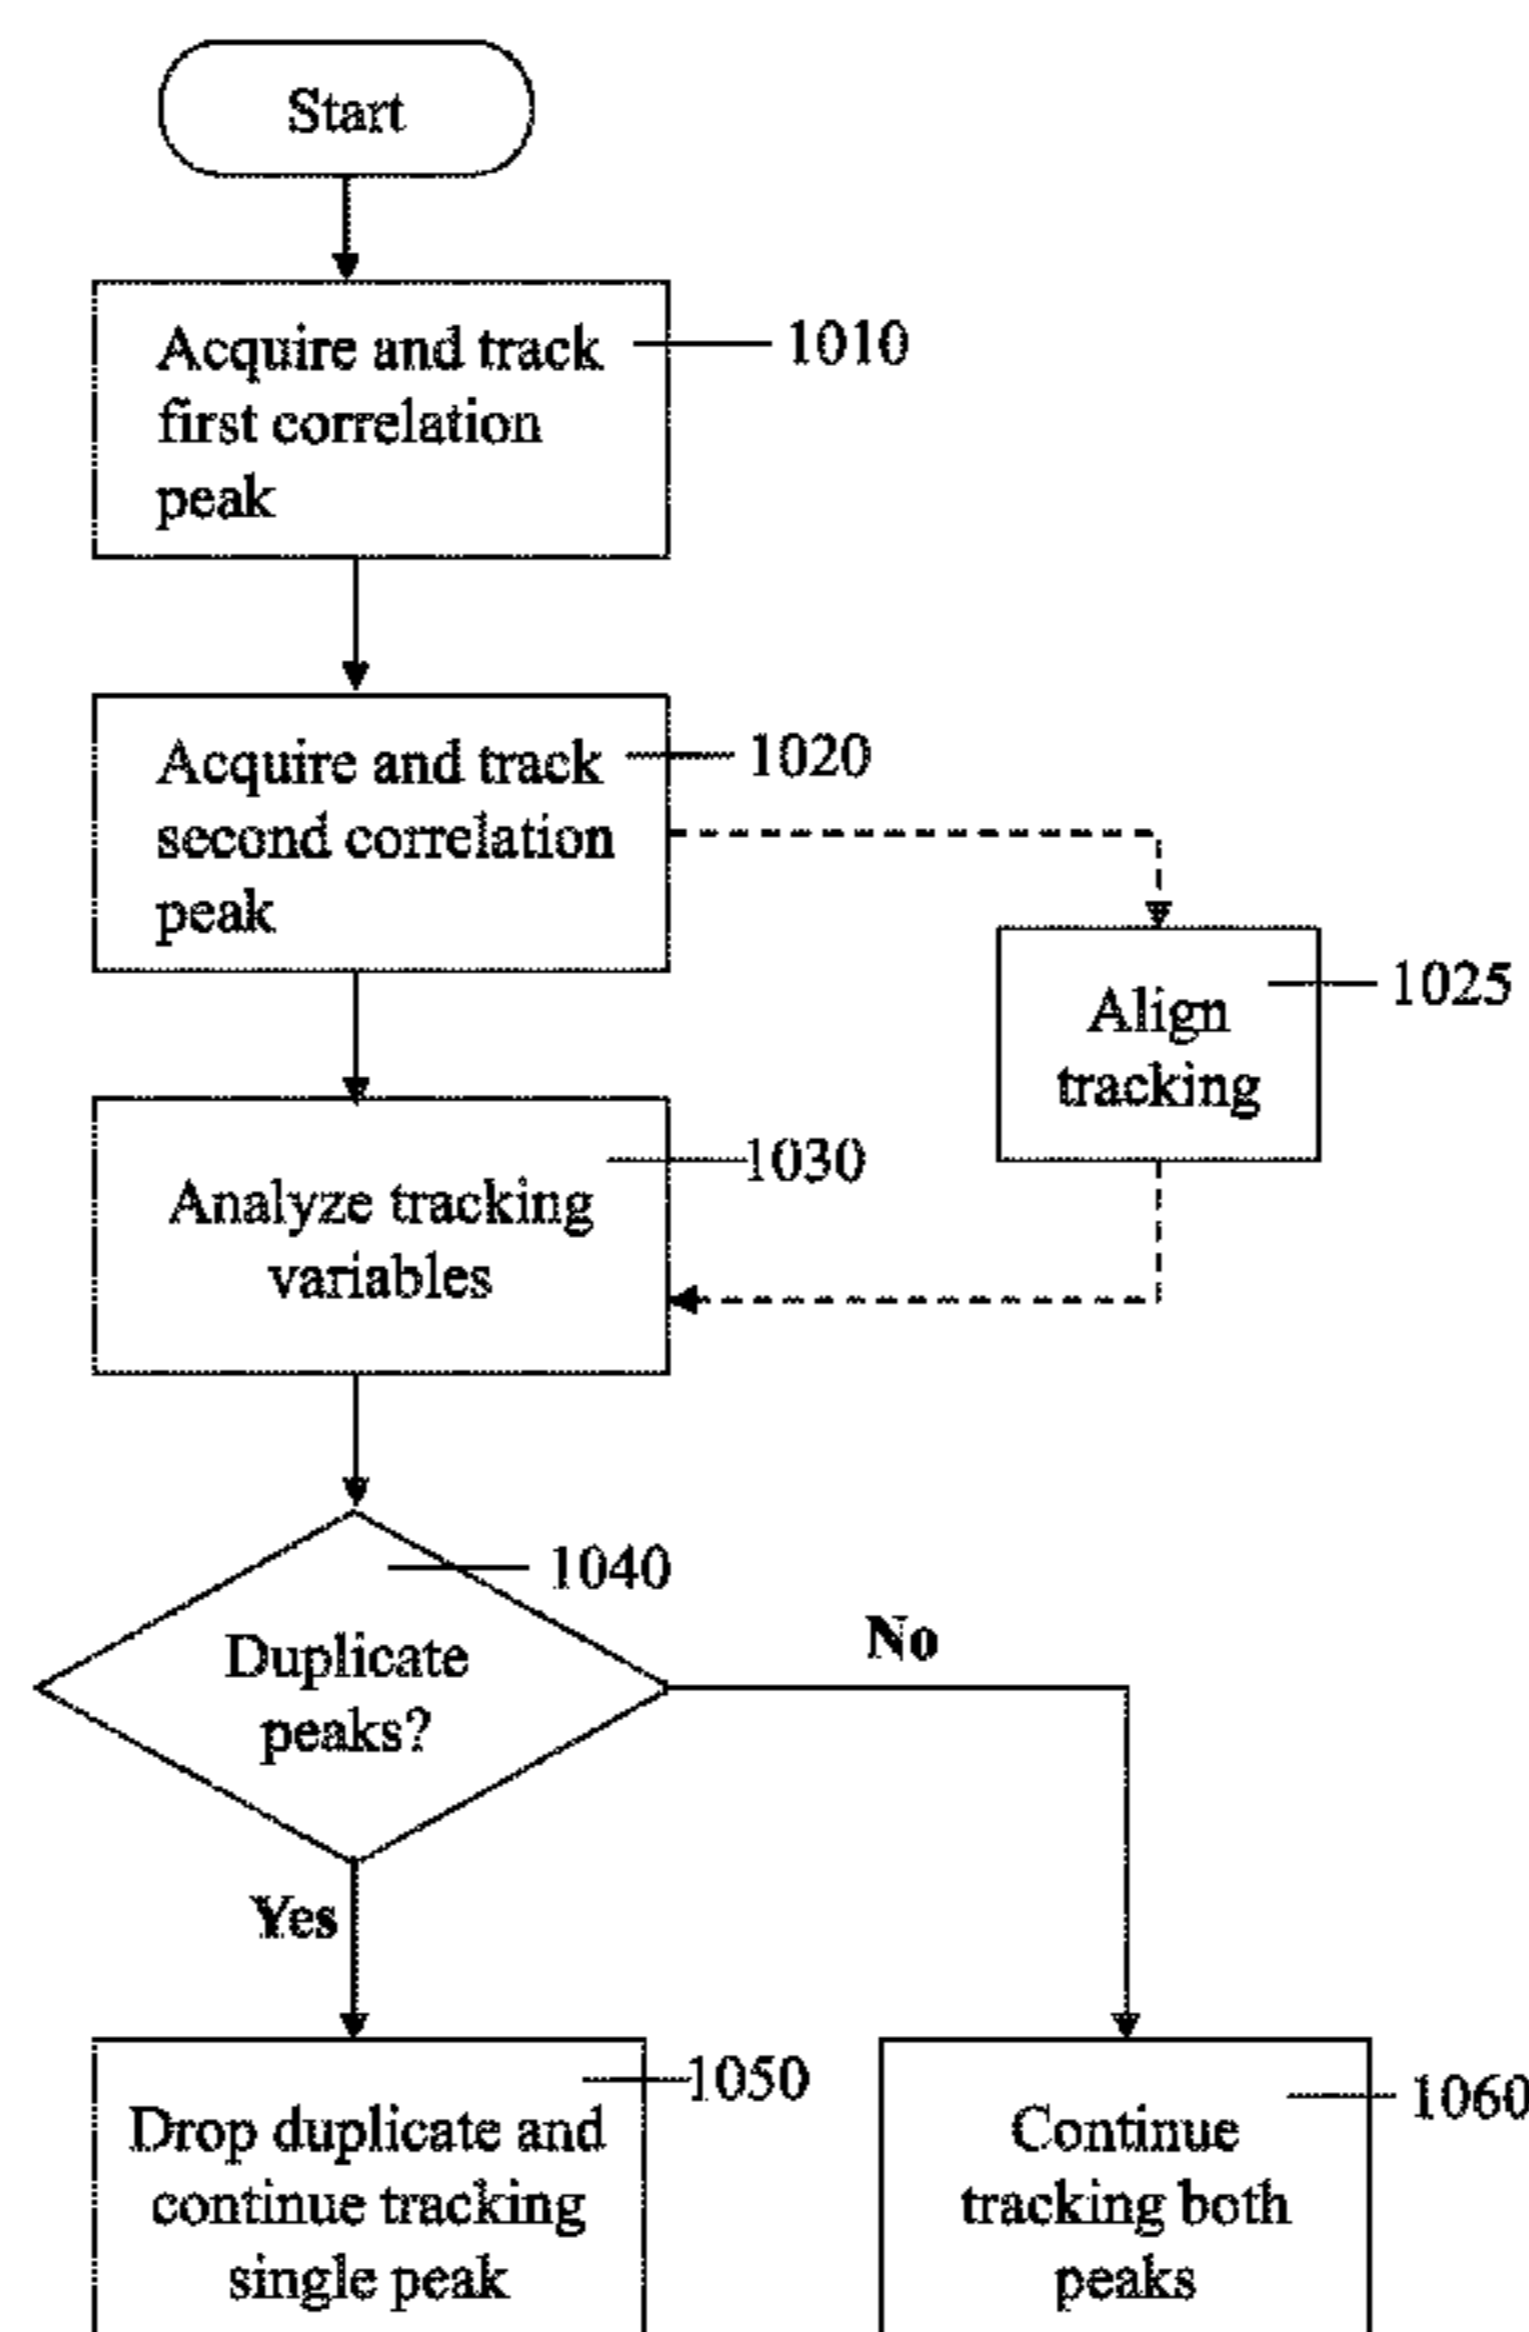 Start
Acquire and track
first correlation
peak
1010
Acquire and track
second correlation
peak
1020
Align
tracking
1025
Analyze tracking
variables
1030
Duplicate
peaks?
1040
No
Yes
Drop duplicate and
continue tracking
single peak
1050
Continue
tracking both
peaks
1060